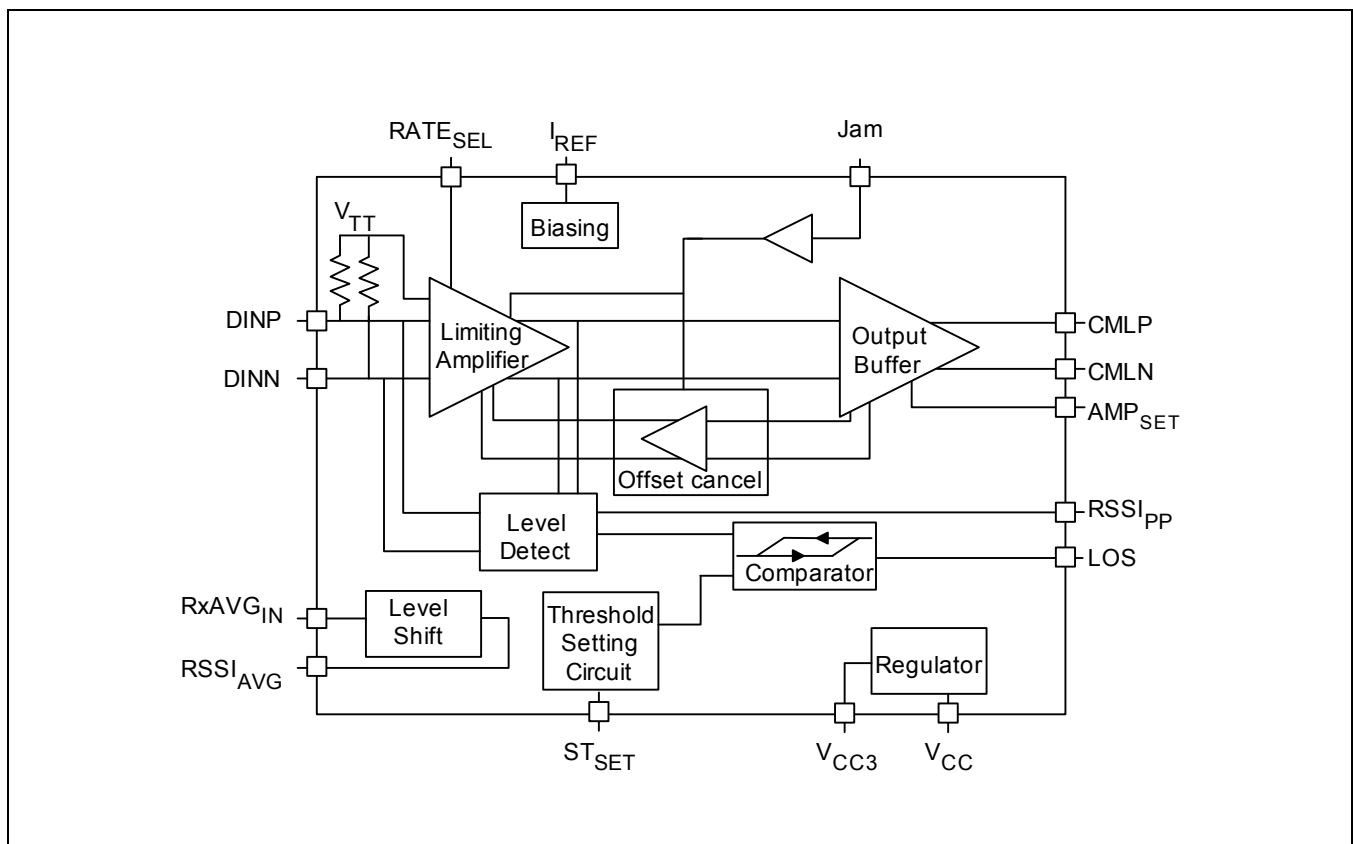 RATESEL
IREF
Jam
VTT
Biasing
DINP
DINN
Limiting
Amplifier
Output
Buffer
CMLP
CMLN
AMPSET
Offset cancel
Level
Detect
RSSIPP
Comparator
LOS
RxAVGIN
Level
Shift
RSSIAVG
Threshold
Setting
Circuit
Regulator
STSET
VCC3
VCC